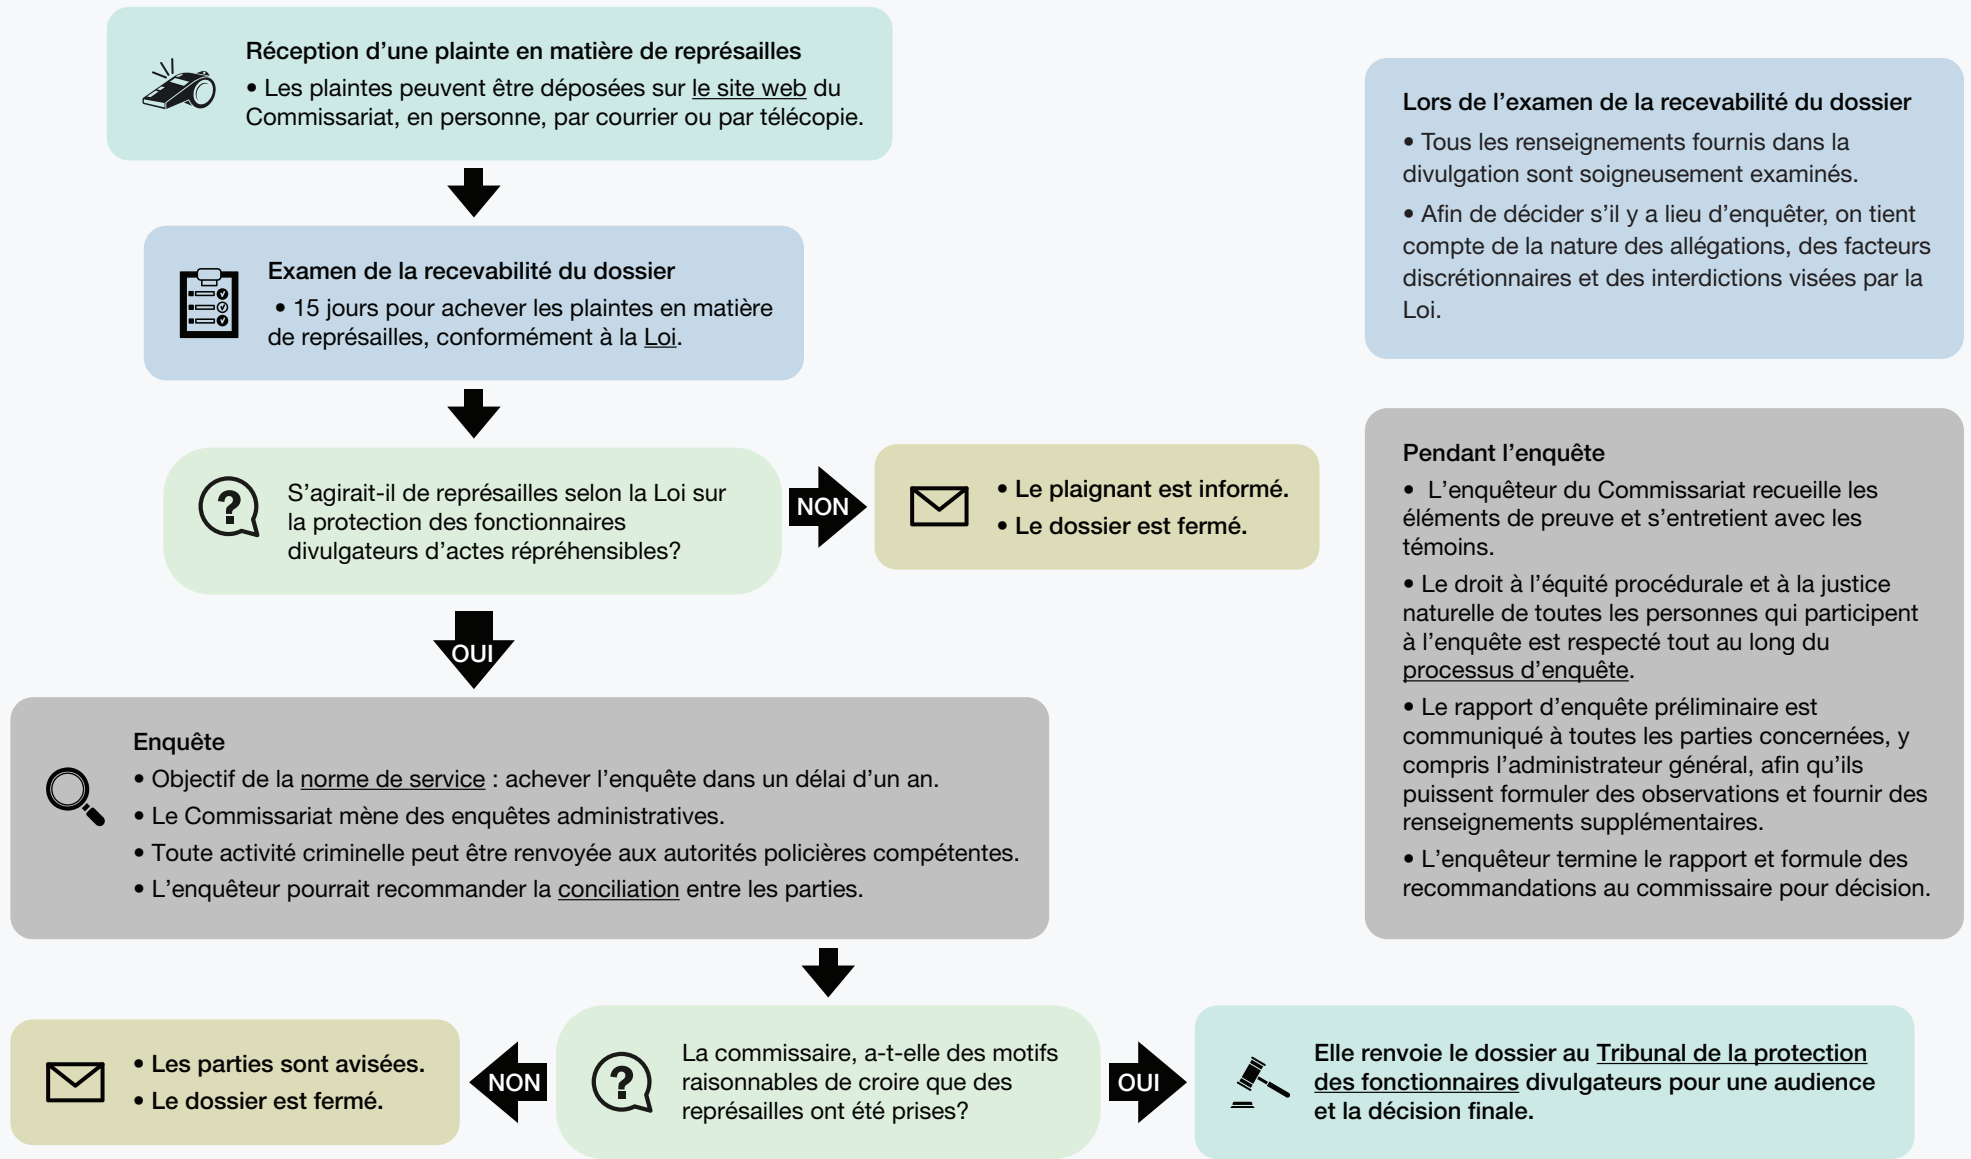 Réception d’une plainte en matière de représailles
• Les plaintes peuvent être déposées sur le site web du
Commissariat, en personne, par courrier ou par télécopie.
Examen de la recevabilité du dossier
• 15 jours pour achever les plaintes en matière
de représailles, conformément à la Loi.
S’agirait-il de représailles selon la Loi sur
la protection des fonctionnaires
divulgateurs d’actes répréhensibles?
NON
• Le plaignant est informé.
• Le dossier est fermé.
OUI
Enquête
• Objectif de la norme de service : achever l’enquête dans un délai d’un an.
• Le Commissariat mène des enquêtes administratives.
• Toute activité criminelle peut être renvoyée aux autorités policières compétentes.
• L’enquêteur pourrait recommander la conciliation entre les parties.
La commissaire, a-t-elle des motifs
raisonnables de croire que des
représailles ont été prises?
NON
• Les parties sont avisées.
• Le dossier est fermé.
OUI
Elle renvoie le dossier au Tribunal de la protection
des fonctionnaires divulgateurs pour une audience
et la décision finale.
Lors de l’examen de la recevabilité du dossier
• Tous les renseignements fournis dans la
divulgation sont soigneusement examinés.
• Afin de décider s’il y a lieu d’enquêter, on tient
compte de la nature des allégations, des facteurs
discrétionnaires et des interdictions visées par la
Loi.
Pendant l’enquête
• L’enquêteur du Commissariat recueille les
éléments de preuve et s’entretient avec les
témoins.
• Le droit à l’équité procédurale et à la justice
naturelle de toutes les personnes qui participent
à l’enquête est respecté tout au long du
processus d’enquête.
• Le rapport d’enquête préliminaire est
communiqué à toutes les parties concernées, y
compris l’administrateur général, afin qu’ils
puissent formuler des observations et fournir des
renseignements supplémentaires.
• L’enquêteur termine le rapport et formule des
recommandations au commissaire pour décision.